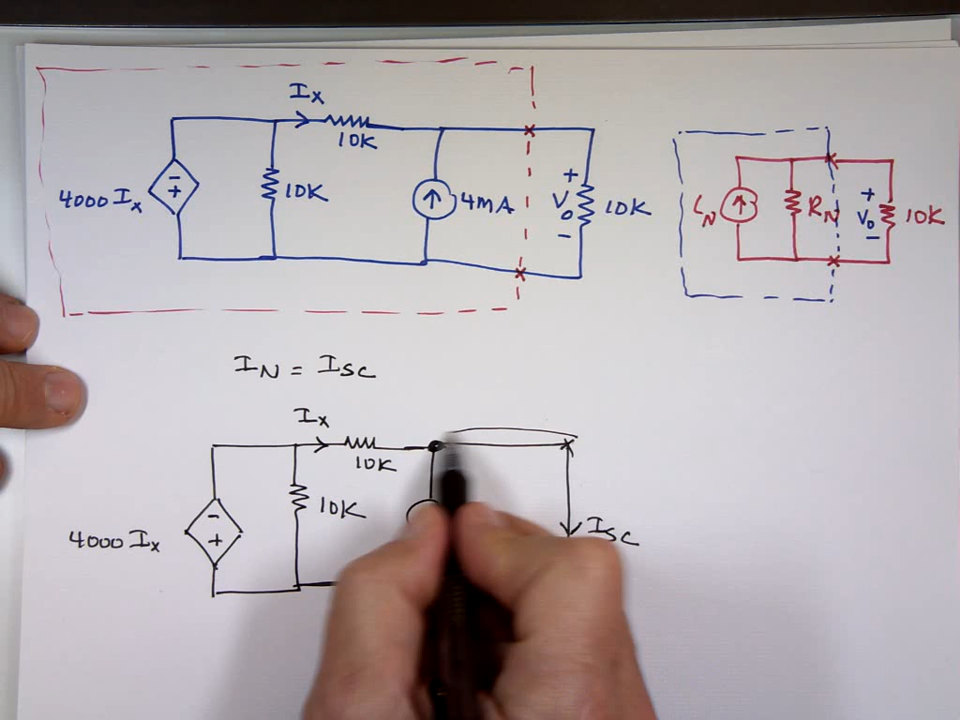 Ix
10K
4000 Ix
- +
10K
4mA
+ Vo -
10K
iN
RN
+ Vo -
10K
IN = ISC
Ix
10K
4000 Ix
- +
10K
ISC